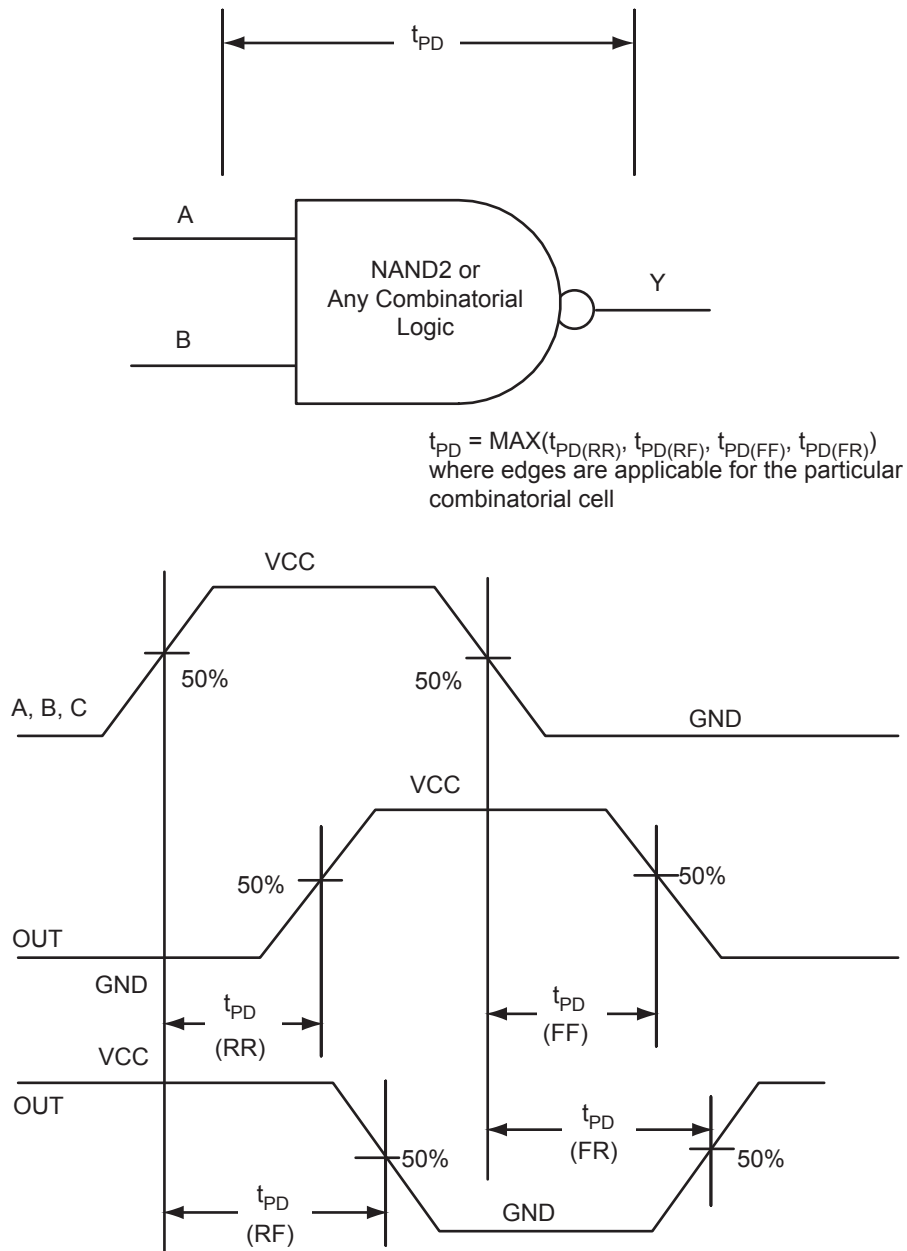 tPD
A
NAND2 or
Any Combinatorial
Logic
Y
B
tPD = MAX(tPD(RR), tPD(RF), tPD(FF), tPD(FR))
where edges are applicable for the particular
combinatorial cell
VCC
50%
50%
A, B, C
GND
VCC
50%
50%
OUT
GND
tPD
(RR)
tPD
(FF)
VCC
OUT
tPD
(FR)
50%
50%
tPD
(RF)
GND